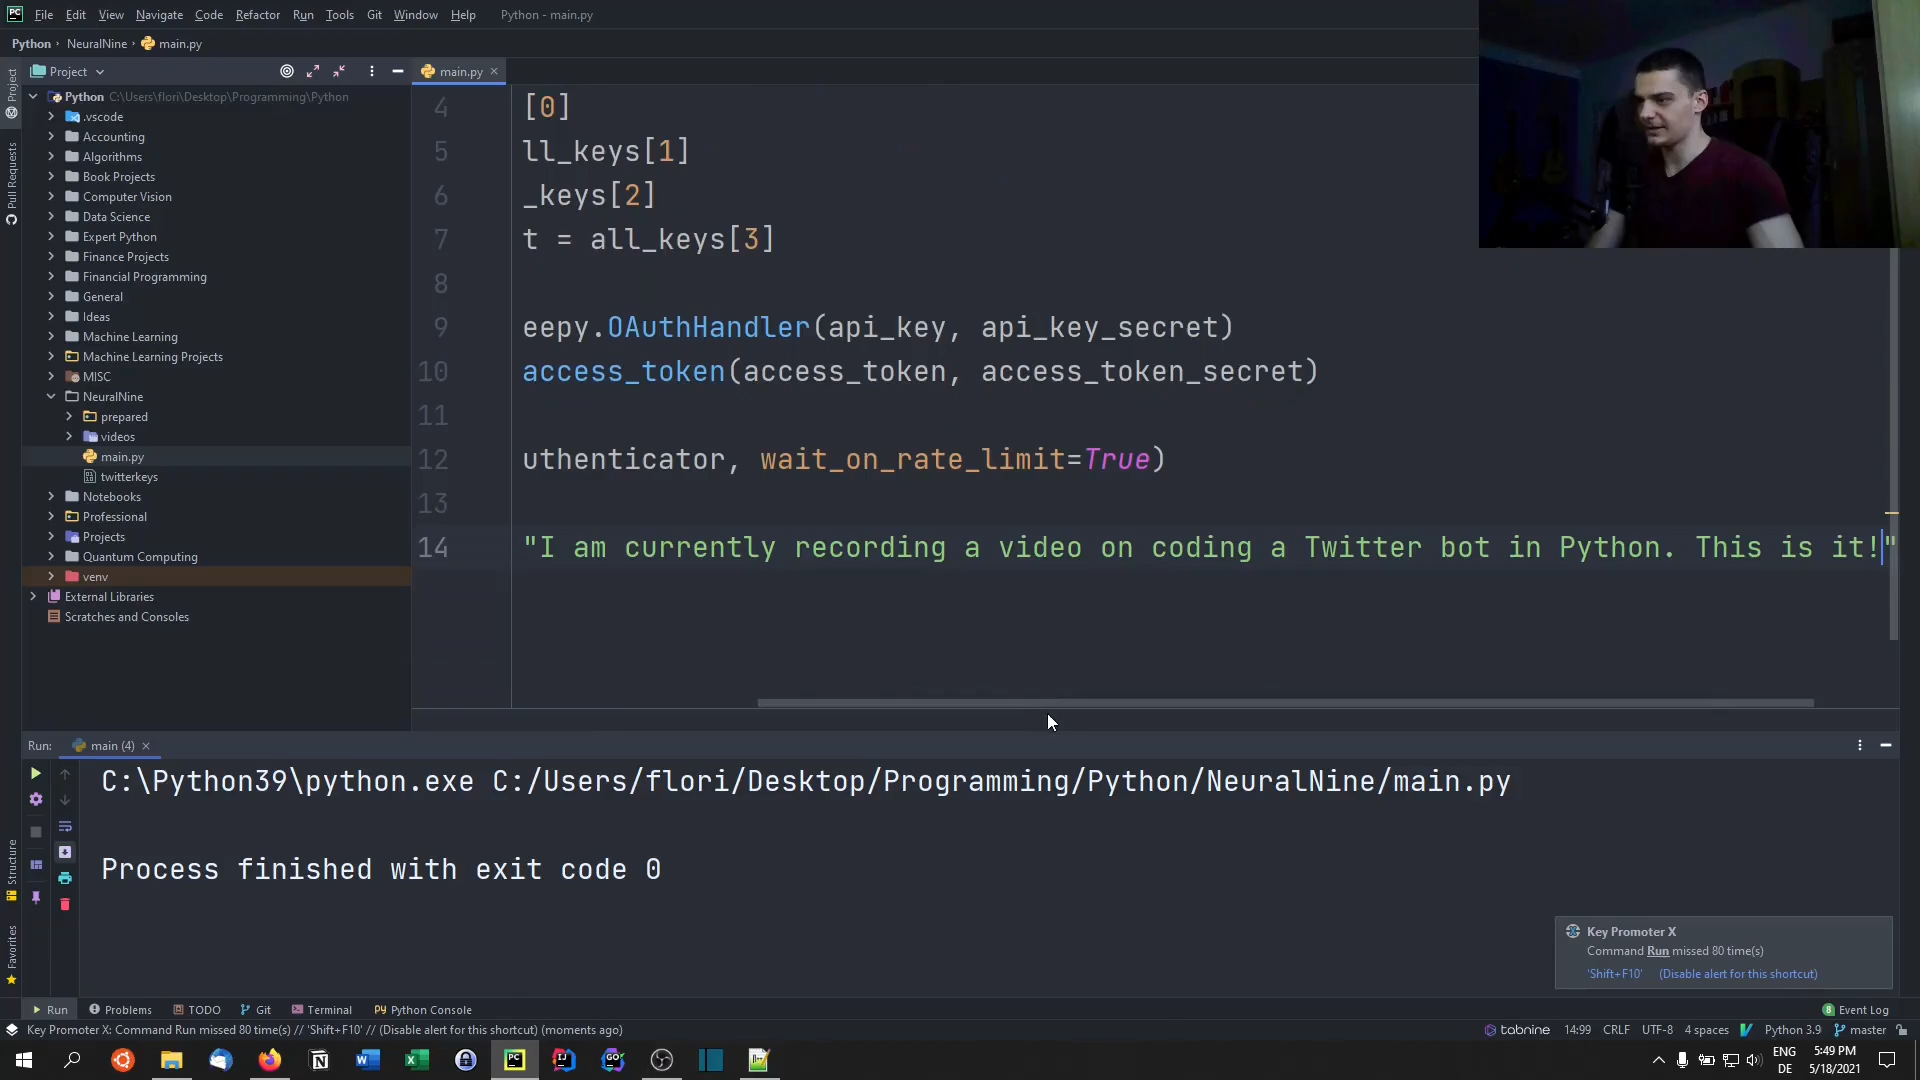 PC File Edit View Navigate Code Refactor Run Tools Git Window Help Python - main.py
Python NeuralNine main.py
Project
main.py
Project
Pull Requests
Structure
Favorites
Python C:\Users\flori\Desktop\Programming\Python
.vscode
Accounting
Algorithms
Book Projects
Computer Vision
Data Science
Expert Python
Finance Projects
Financial Programming
General
Ideas
Machine Learning
Machine Learning Projects
MISC
NeuralNine
prepared
videos
main.py
twitterkeys
Notebooks
Professional
Projects
Quantum Computing
venv
External Libraries
Scratches and Consoles
4 [0]
5 ll_keys[1]
6 _keys[2]
7 t = all_keys[3]
8
9 eepy.OAuthHandler(api_key, api_key_secret)
10 access_token(access_token, access_token_secret)
11
12 uthenticator, wait_on_rate_limit=True)
13
14 "I am currently recording a video on coding a Twitter bot in Python. This is it!"
Run: main (4)
C:\Python39\python.exe C:/Users/flori/Desktop/Programming/Python/NeuralNine/main.py
Process finished with exit code 0
Key Promoter X
Command Run missed 80 time(s)
'Shift+F10' (Disable alert for this shortcut)
Run Problems TODO Git Terminal Python Console 8 Event Log
Key Promoter X: Command Run missed 80 time(s) // 'Shift+F10' // (Disable alert for this shortcut) (moments ago) tabnine 14:99 CRLF UTF-8 4 spaces Python 3.9 master
ENG 5:49 PM
DE 5/18/2021